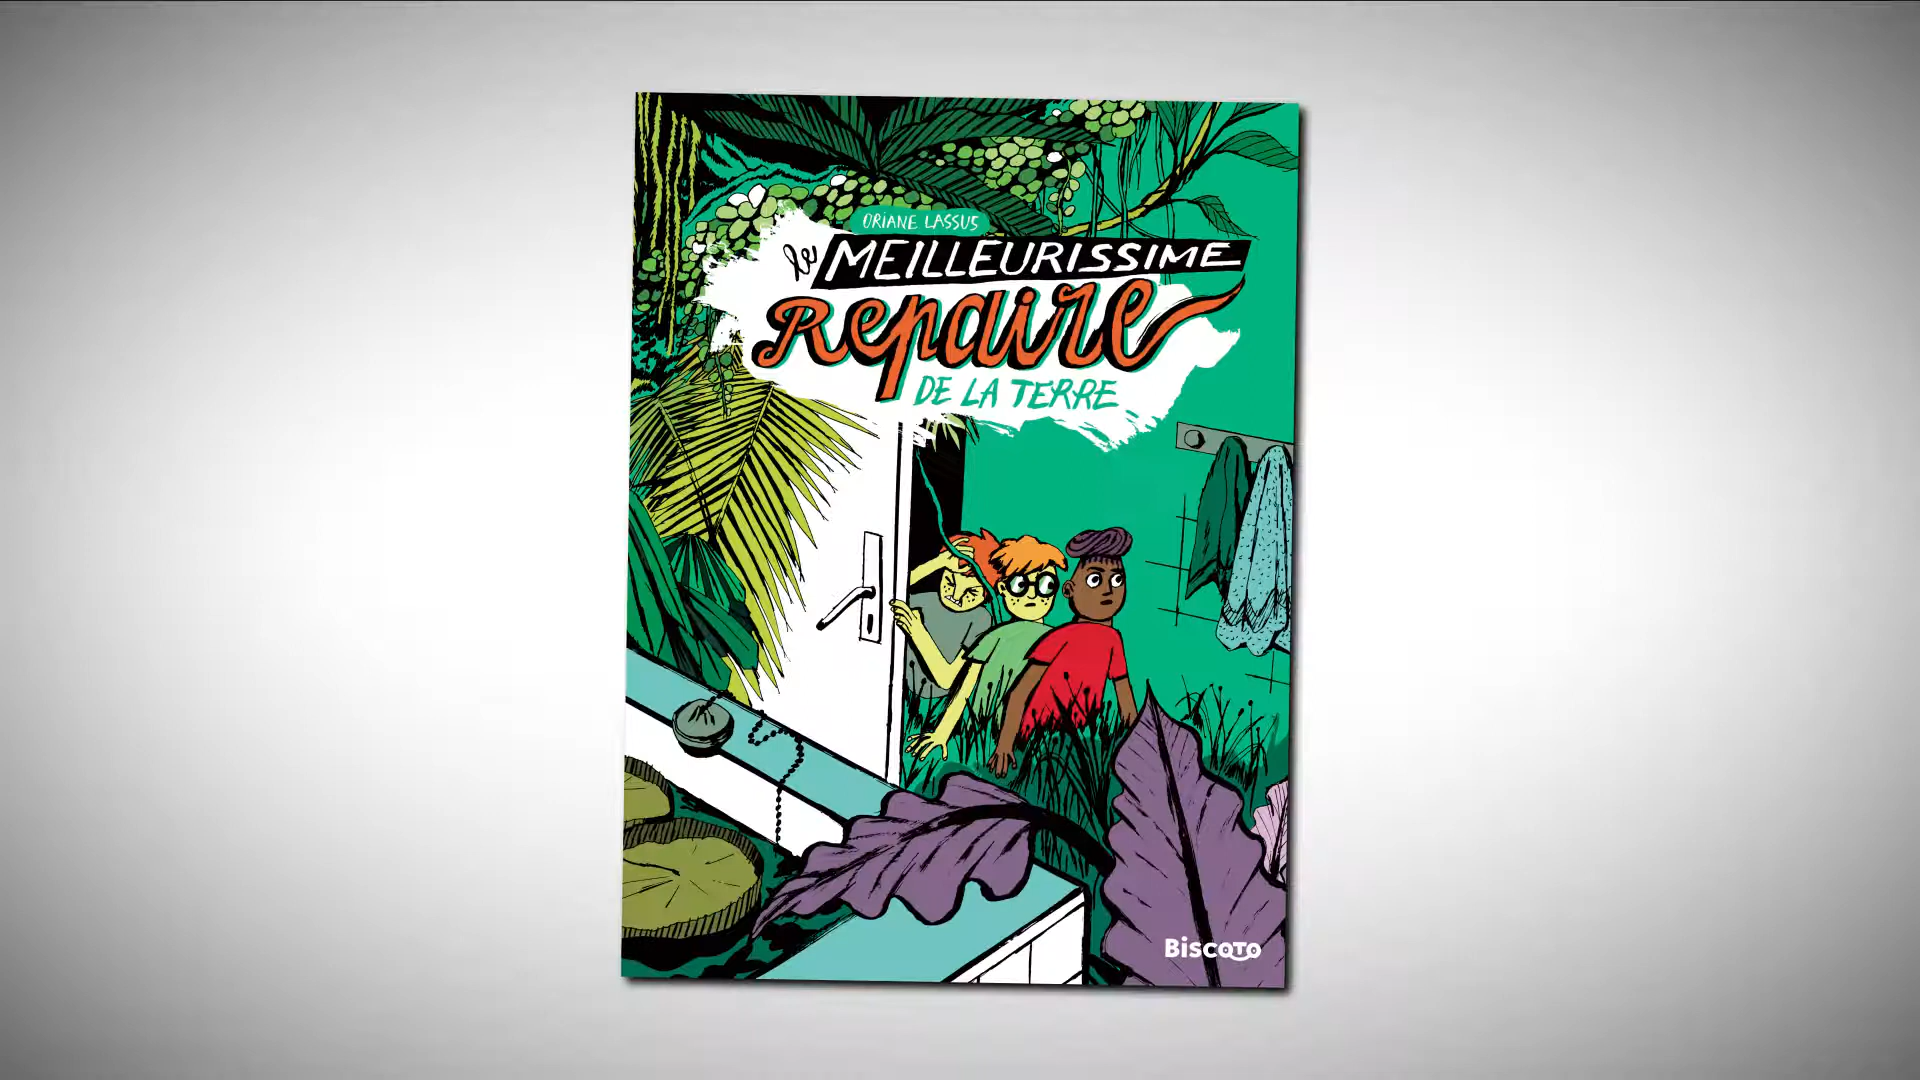 ORIANE LASSUS
le MEILLEURISSIME
Repaire
DE LA TERRE
BISCOTO